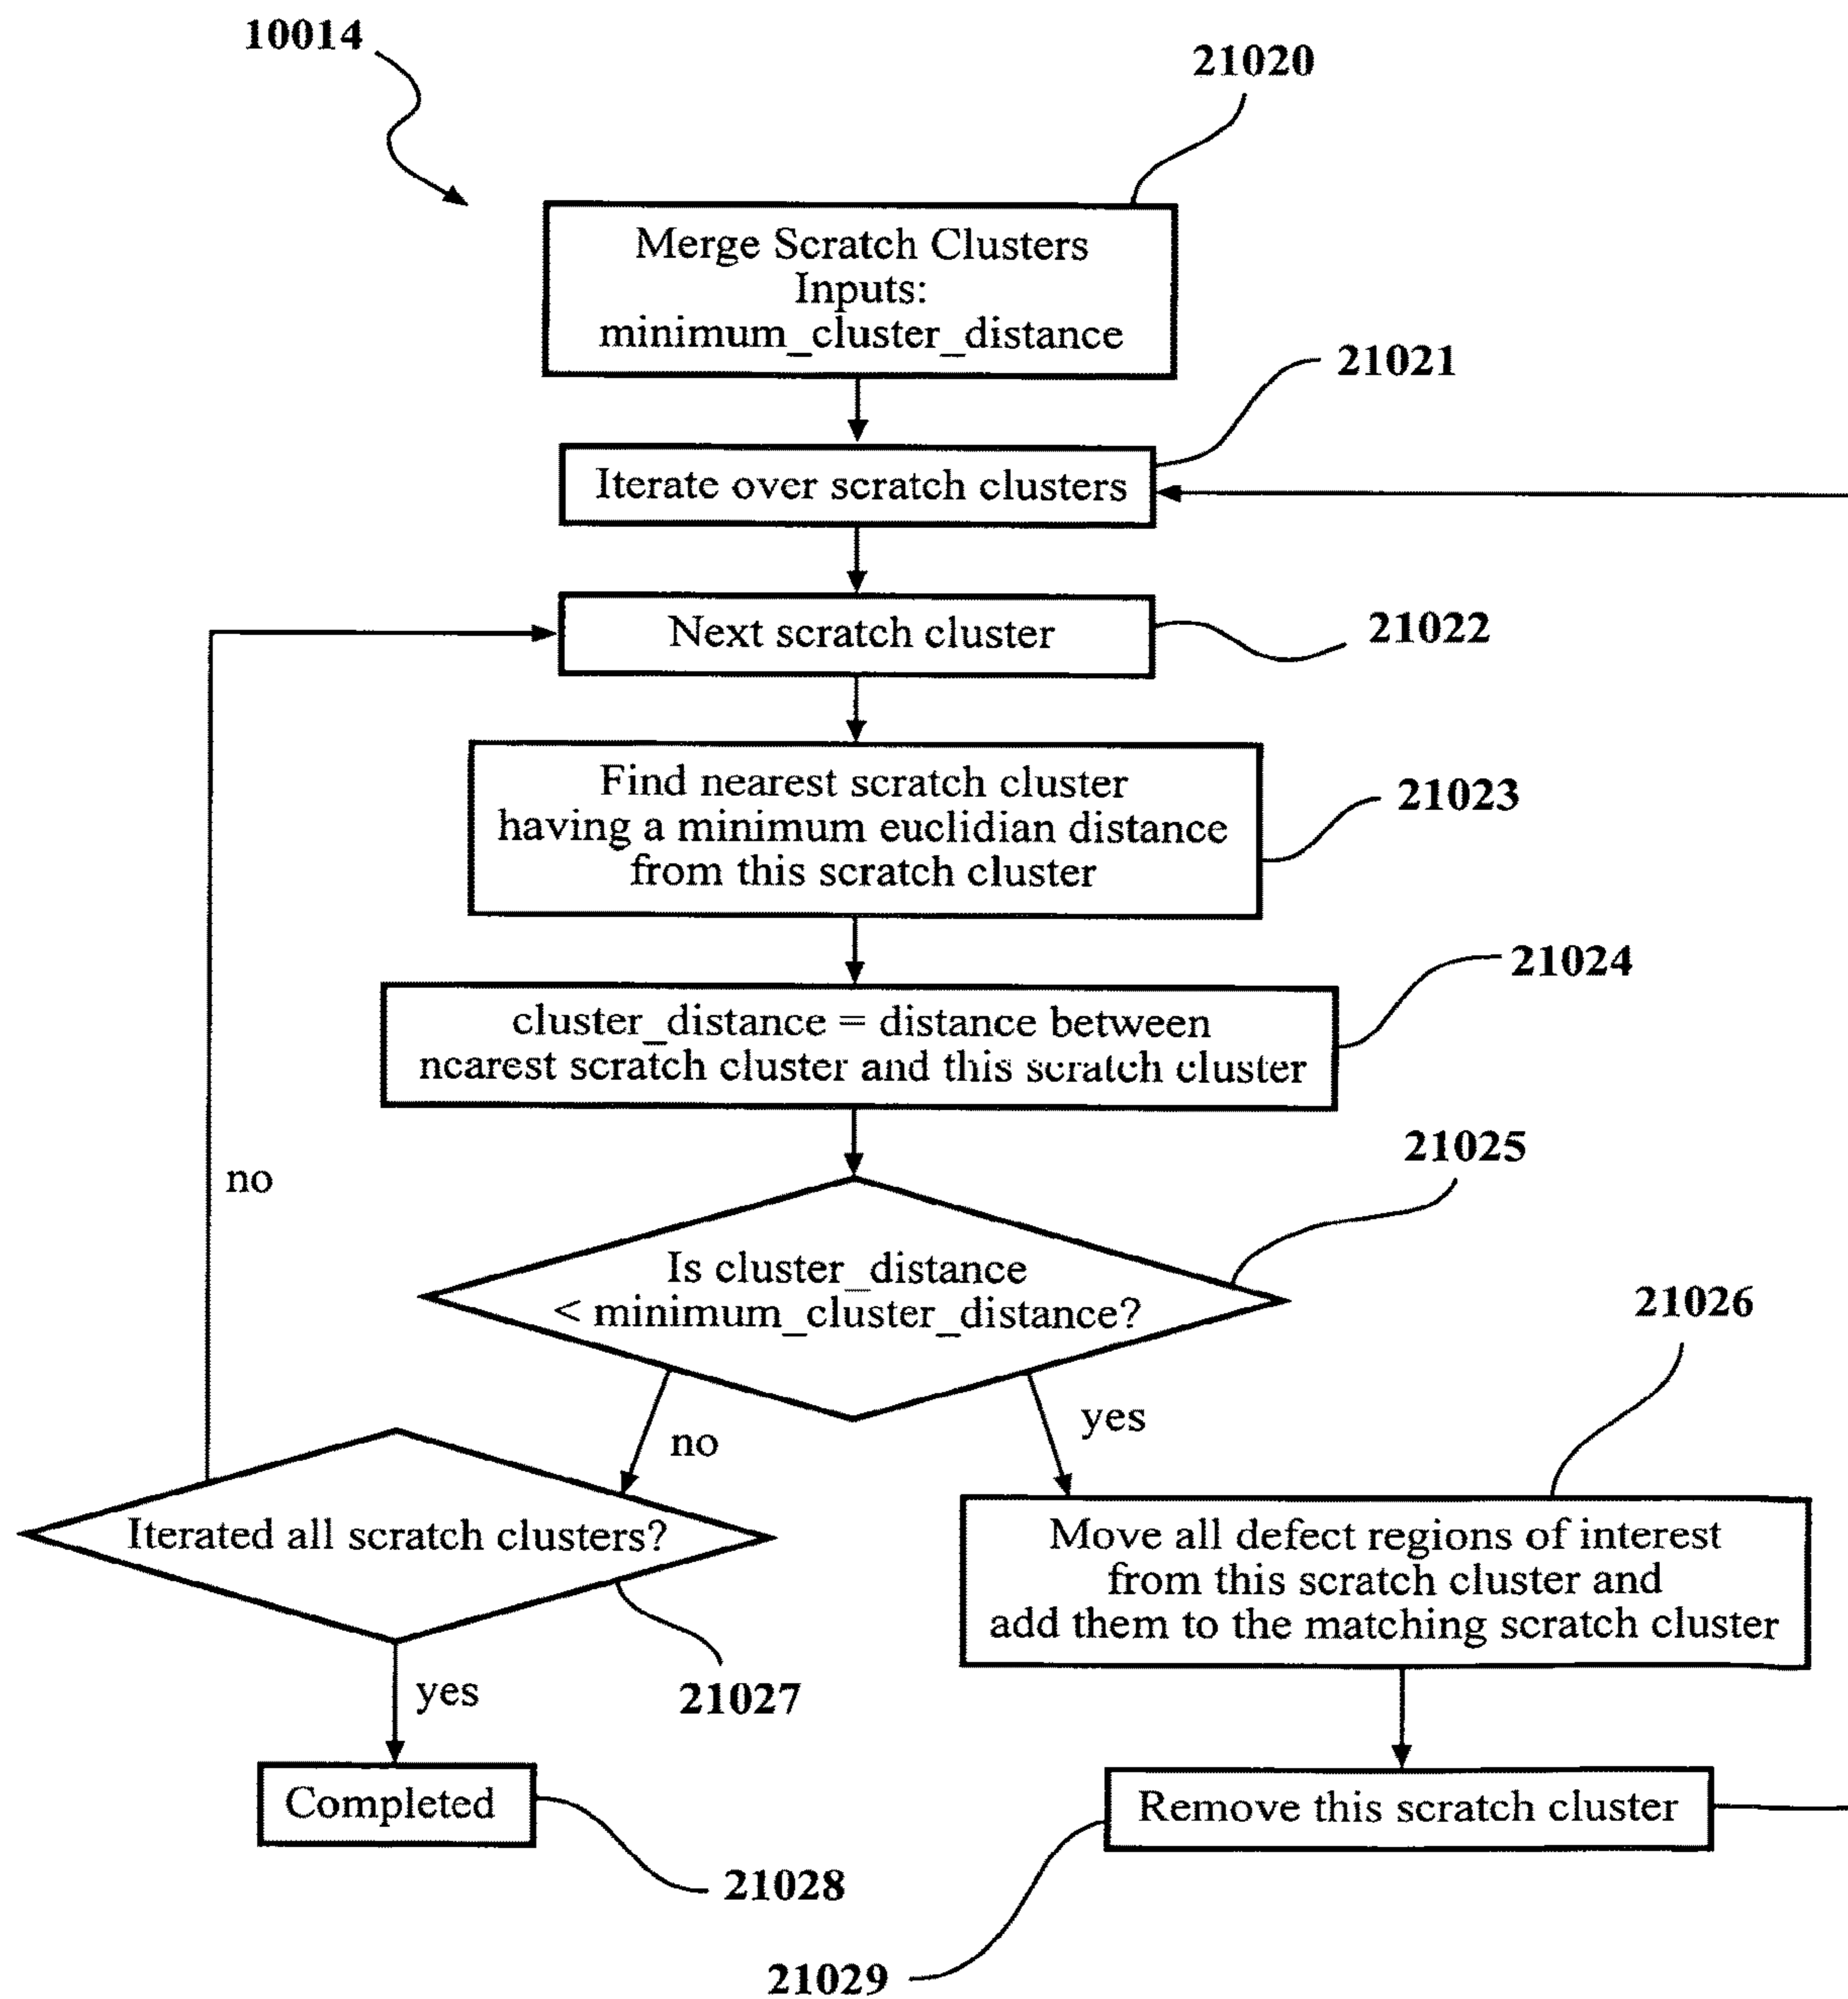 10014
21020
Merge Scratch Clusters
Inputs:
minimum_cluster_distance
21021
Iterate over scratch clusters
Next scratch cluster
21022
Find nearest scratch cluster
having a minimum euclidian distance
from this scratch cluster
21023
21024
cluster_distance = distance between
nearest scratch cluster and this scratch cluster
21025
no
Is cluster_distance
< minimum_cluster_distance?
21026
no
yes
Iterated all scratch clusters?
Move all defect regions of interest
from this scratch cluster and
add them to the matching scratch cluster
21027
yes
Completed
Remove this scratch cluster
21028
21029